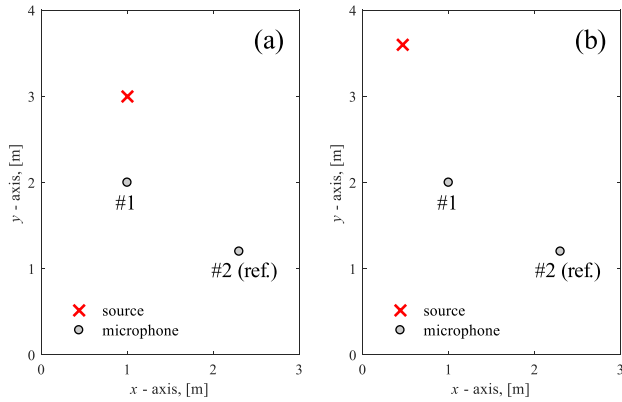 4
(a)
3
2
#1
1
#2 (ref.)
source
microphone
0
0
1
2
3
x - axis, [m]
y - axis, [m]
4
(b)
3
2
#1
1
#2 (ref.)
source
microphone
0
0
1
2
3
x - axis, [m]
y - axis, [m]